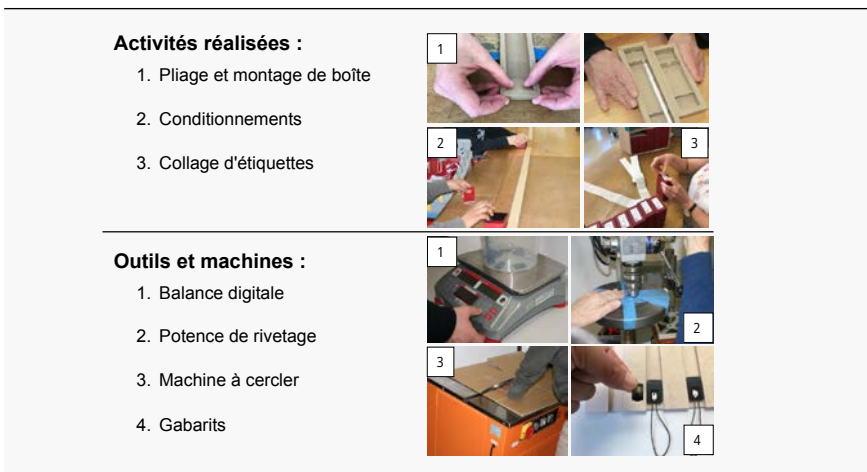 Activités réalisées :
1. Pliage et montage de boîte
2. Conditionnements
3. Collage d'étiquettes
1
2
3
Outils et machines :
1. Balance digitale
2. Potence de rivetage
3. Machine à cercler
4. Gabarits
1
2
3
4